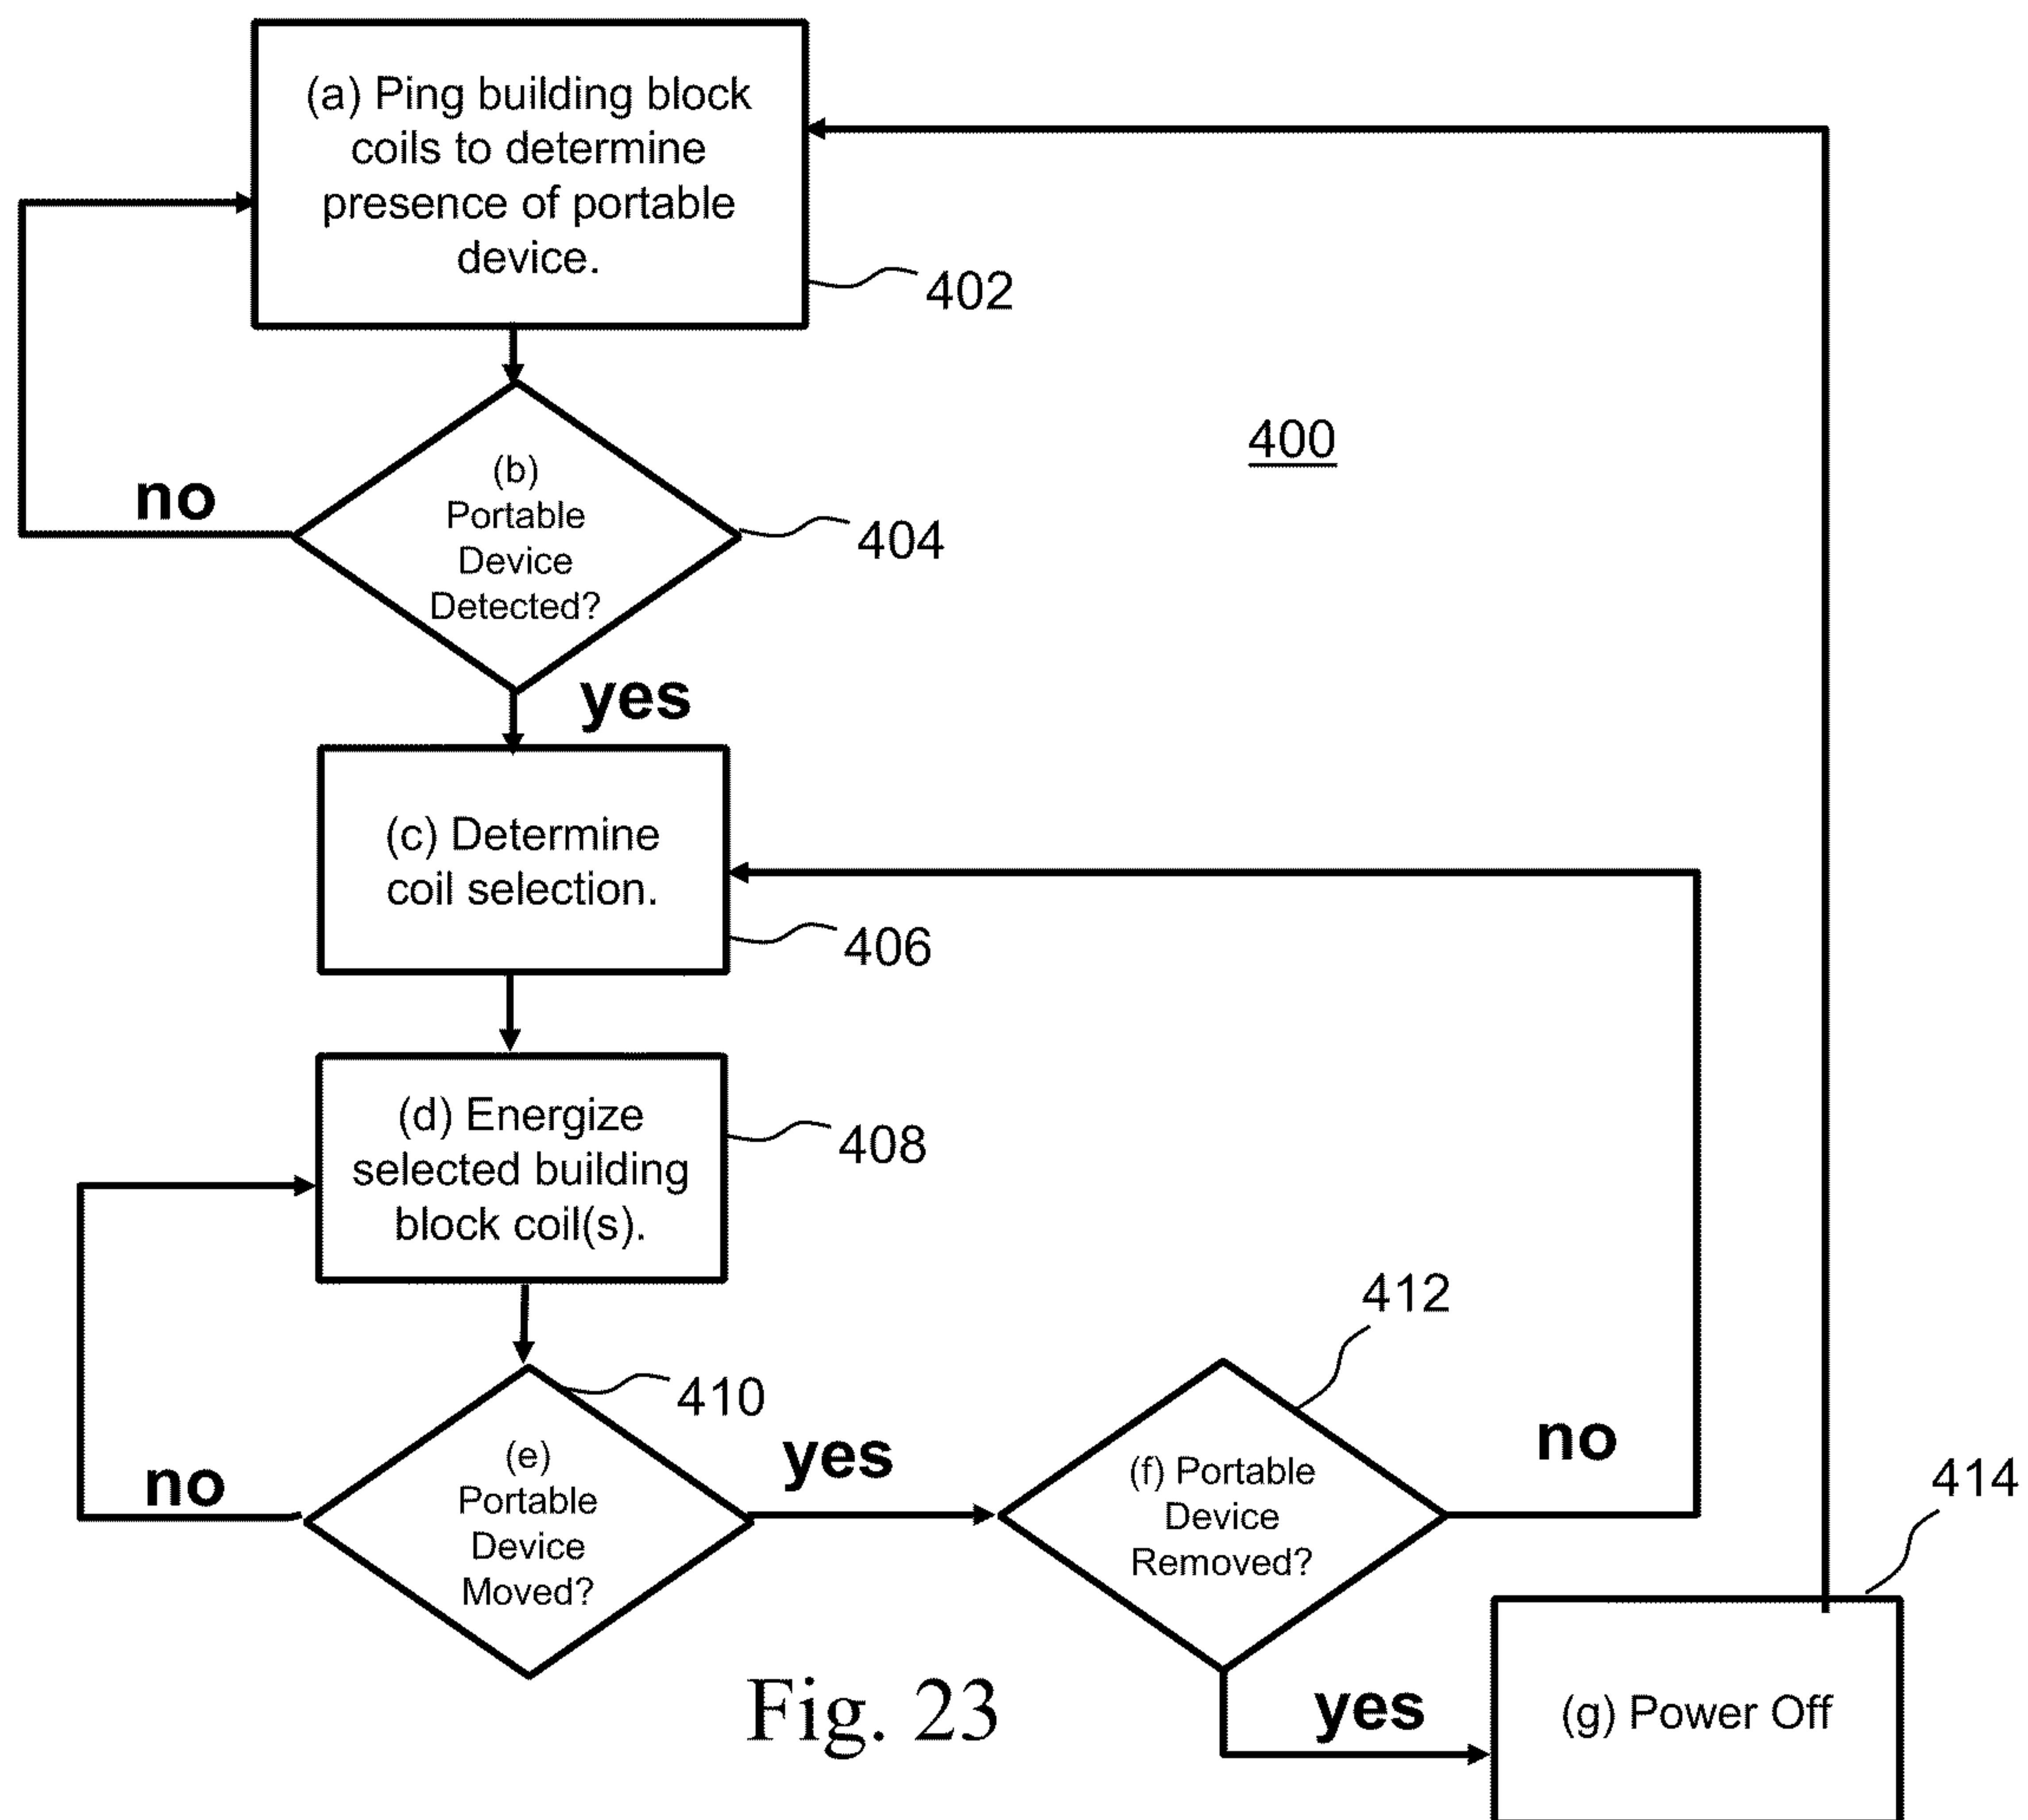 (a) Ping building block
coils to determine
presence of portable
device.
402
400
(b)
Portable
Device
Detected?
404
no
yes
(c) Determine
coil selection.
406
(d) Energize
selected building
block coil(s).
408
(e)
Portable
Device
Moved?
410
no
yes
(f) Portable
Device
Removed?
412
no
yes
414
(g) Power Off
Fig. 23